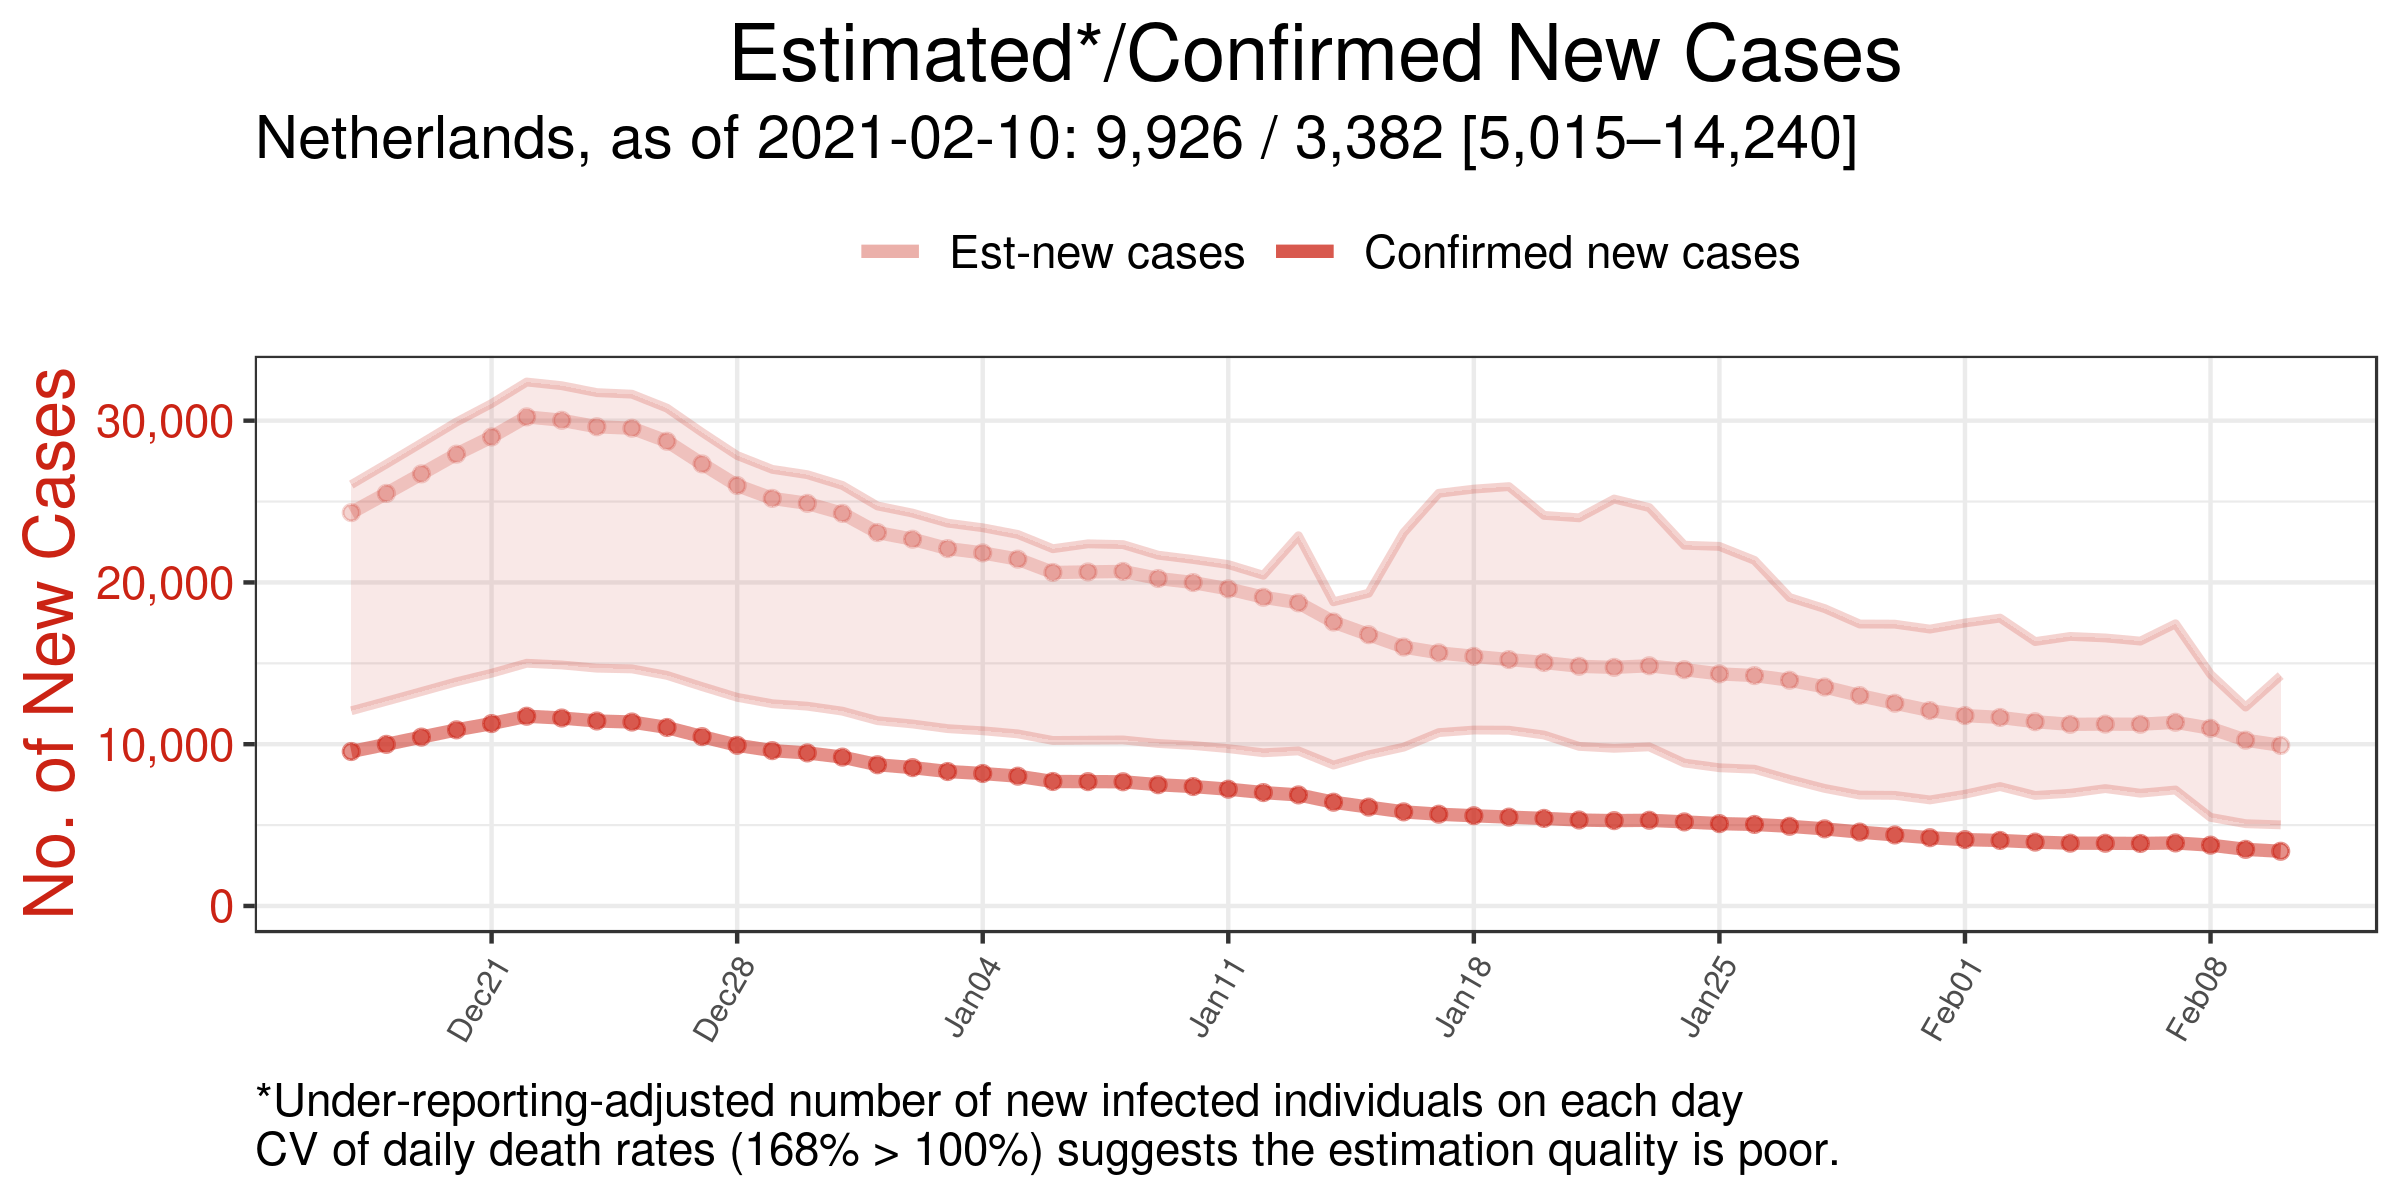 Estimated*/Confirmed New Cases
Netherlands, as of 2021-02-10: 9,926 / 3,382 [5,015–14,240]
Est-new cases
Confirmed new cases
No. of New Cases
30,000
20,000
10,000
0
Dec21
Dec28
Jan04
Jan11
Jan18
Jan25
Feb01
Feb08
*Under-reporting-adjusted number of new infected individuals on each day
CV of daily death rates (168% > 100%) suggests the estimation quality is poor.